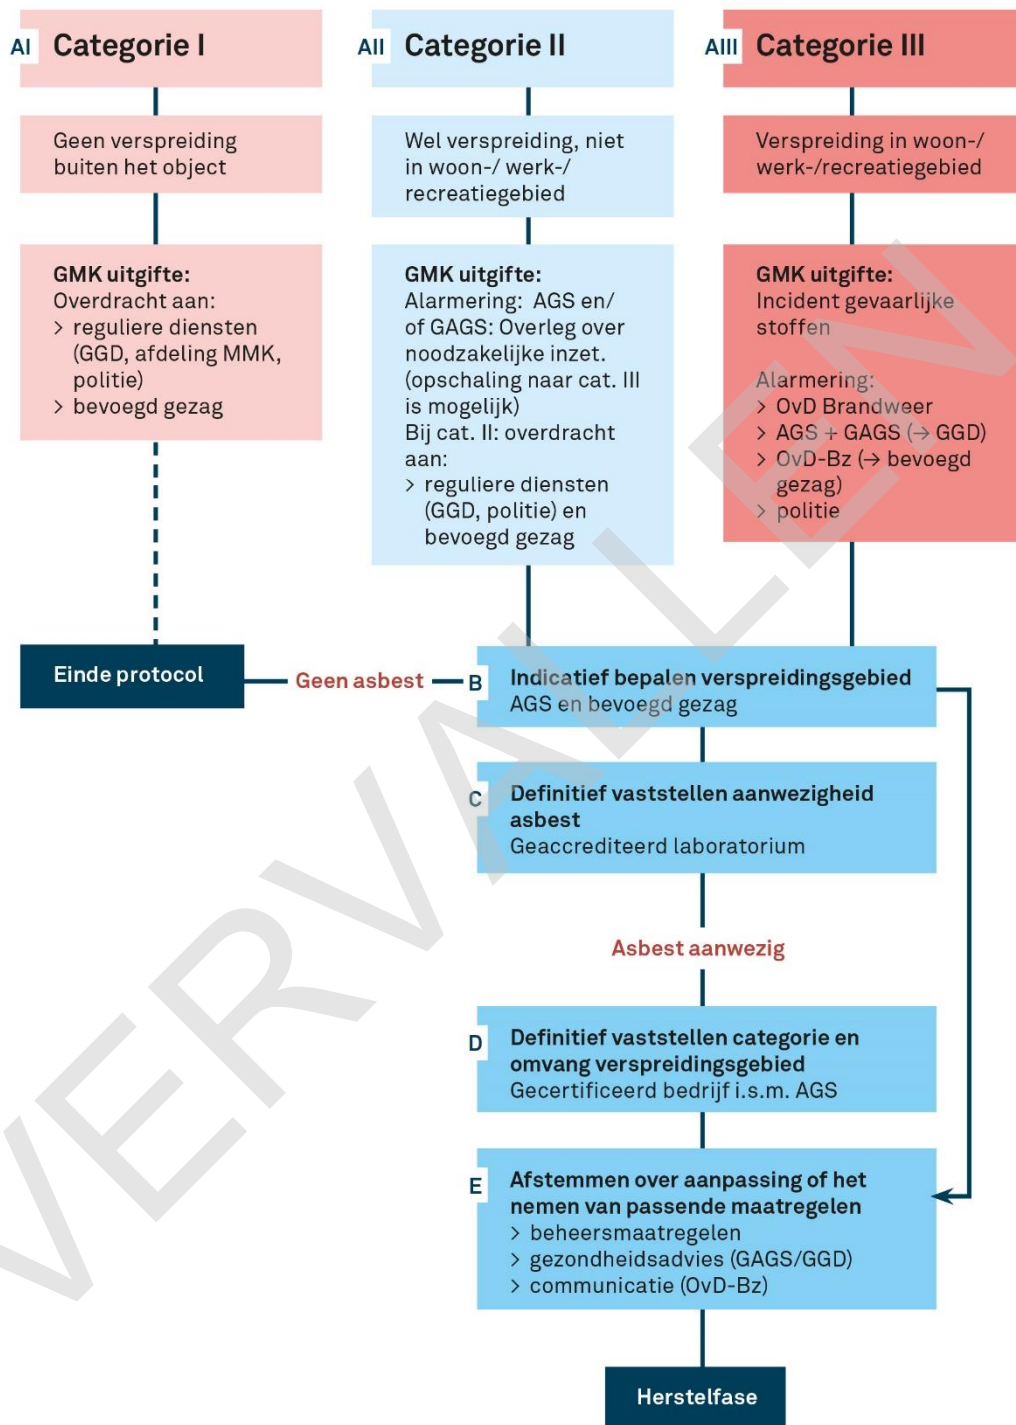 AI Categorie I
Geen verspreiding
buiten het object
GMK uitgifte:
Overdracht aan:
> reguliere diensten
(GGD, afdeling MMK,
politie)
> bevoegd gezag
AII Categorie II
Wel verspreiding, niet
in woon-/ werk-/
recreatiegebied
GMK uitgifte:
Alarmering: AGS en/
of GAGS: Overleg over
noodzakelijke inzet.
(opschaling naar cat. III
is mogelijk)
Bij cat. II: overdracht
aan:
> reguliere diensten
(GGD, politie) en
bevoegd gezag
AIII Categorie III
Verspreiding in woon-/
werk-/recreatiegebied
GMK uitgifte:
Incident gevaarlijke
stoffen
Alarmering:
> OvD Brandweer
> AGS + GAGS (→ GGD)
> OvD-Bz (→ bevoegd
gezag)
> politie
Einde protocol
Geen asbest
B Indicatief bepalen verspreidingsgebied
AGS en bevoegd gezag
C Definitief vaststellen aanwezigheid
asbest
Geaccrediteerd laboratorium
Asbest aanwezig
D Definitief vaststellen categorie en
omvang verspreidingsgebied
Gecertificeerd bedrijf i.s.m. AGS
E Afstemmen over aanpassing of het
nemen van passende maatregelen
> beheersmaatregelen
> gezondheidsadvies (GAGS/GGD)
> communicatie (OvD-Bz)
Herstelfase
VERVALLEN